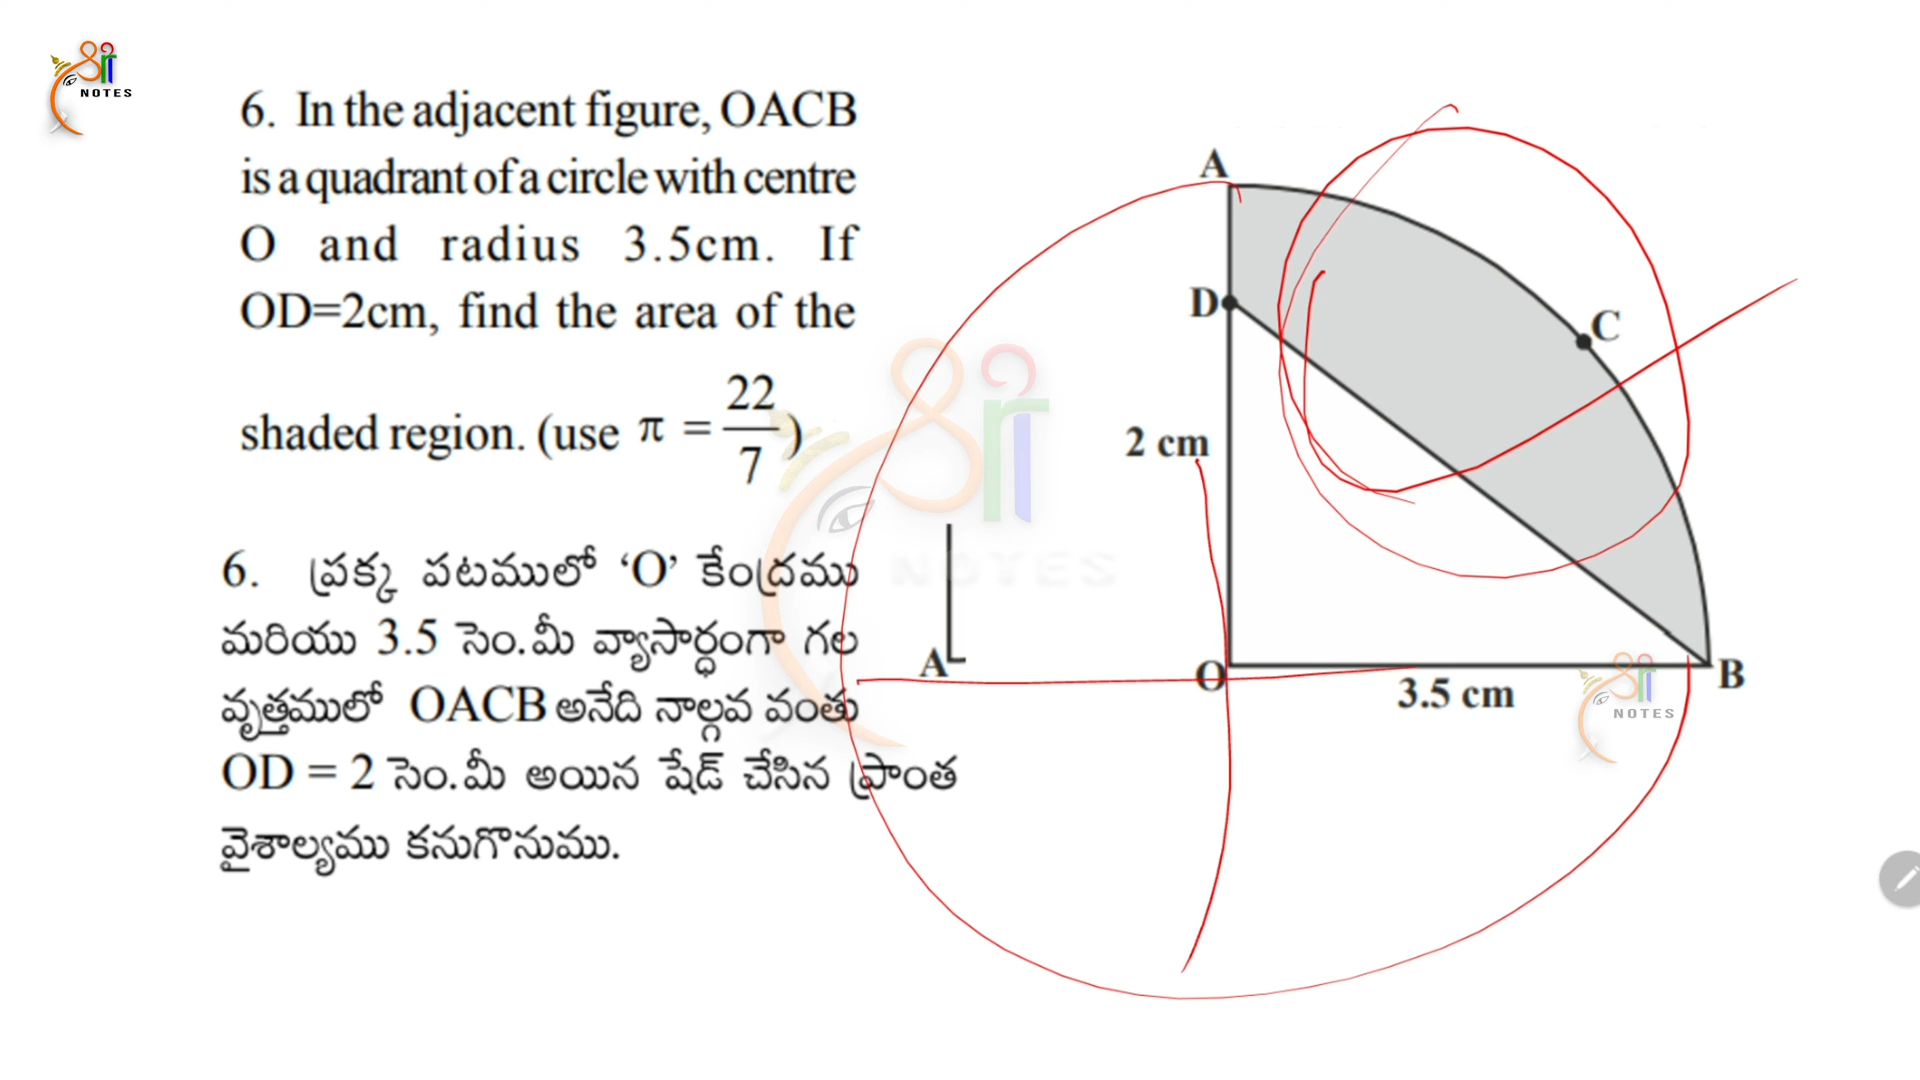 శ్రీ
NOTES
6. In the adjacent figure, OACB
is a quadrant of a circle with centre
O and radius 3.5cm. If
OD=2cm, find the area of the
shaded region. (use π = 22/7)
6. ప్రక్క పటములో ‘O’ కేంద్రము
మరియు 3.5 సెం.మీ వ్యాసార్ధంగా గల
వృత్తములో OACB అనేది నాల్గవ వంతు
OD = 2 సెం.మీ అయిన షేడ్ చేసిన ప్రాంత
వైశాల్యము కనుగొనుము.
A
D
C
2 cm
శ్రీ
NOTES
A
O
B
3.5 cm
శ్రీ
NOTES